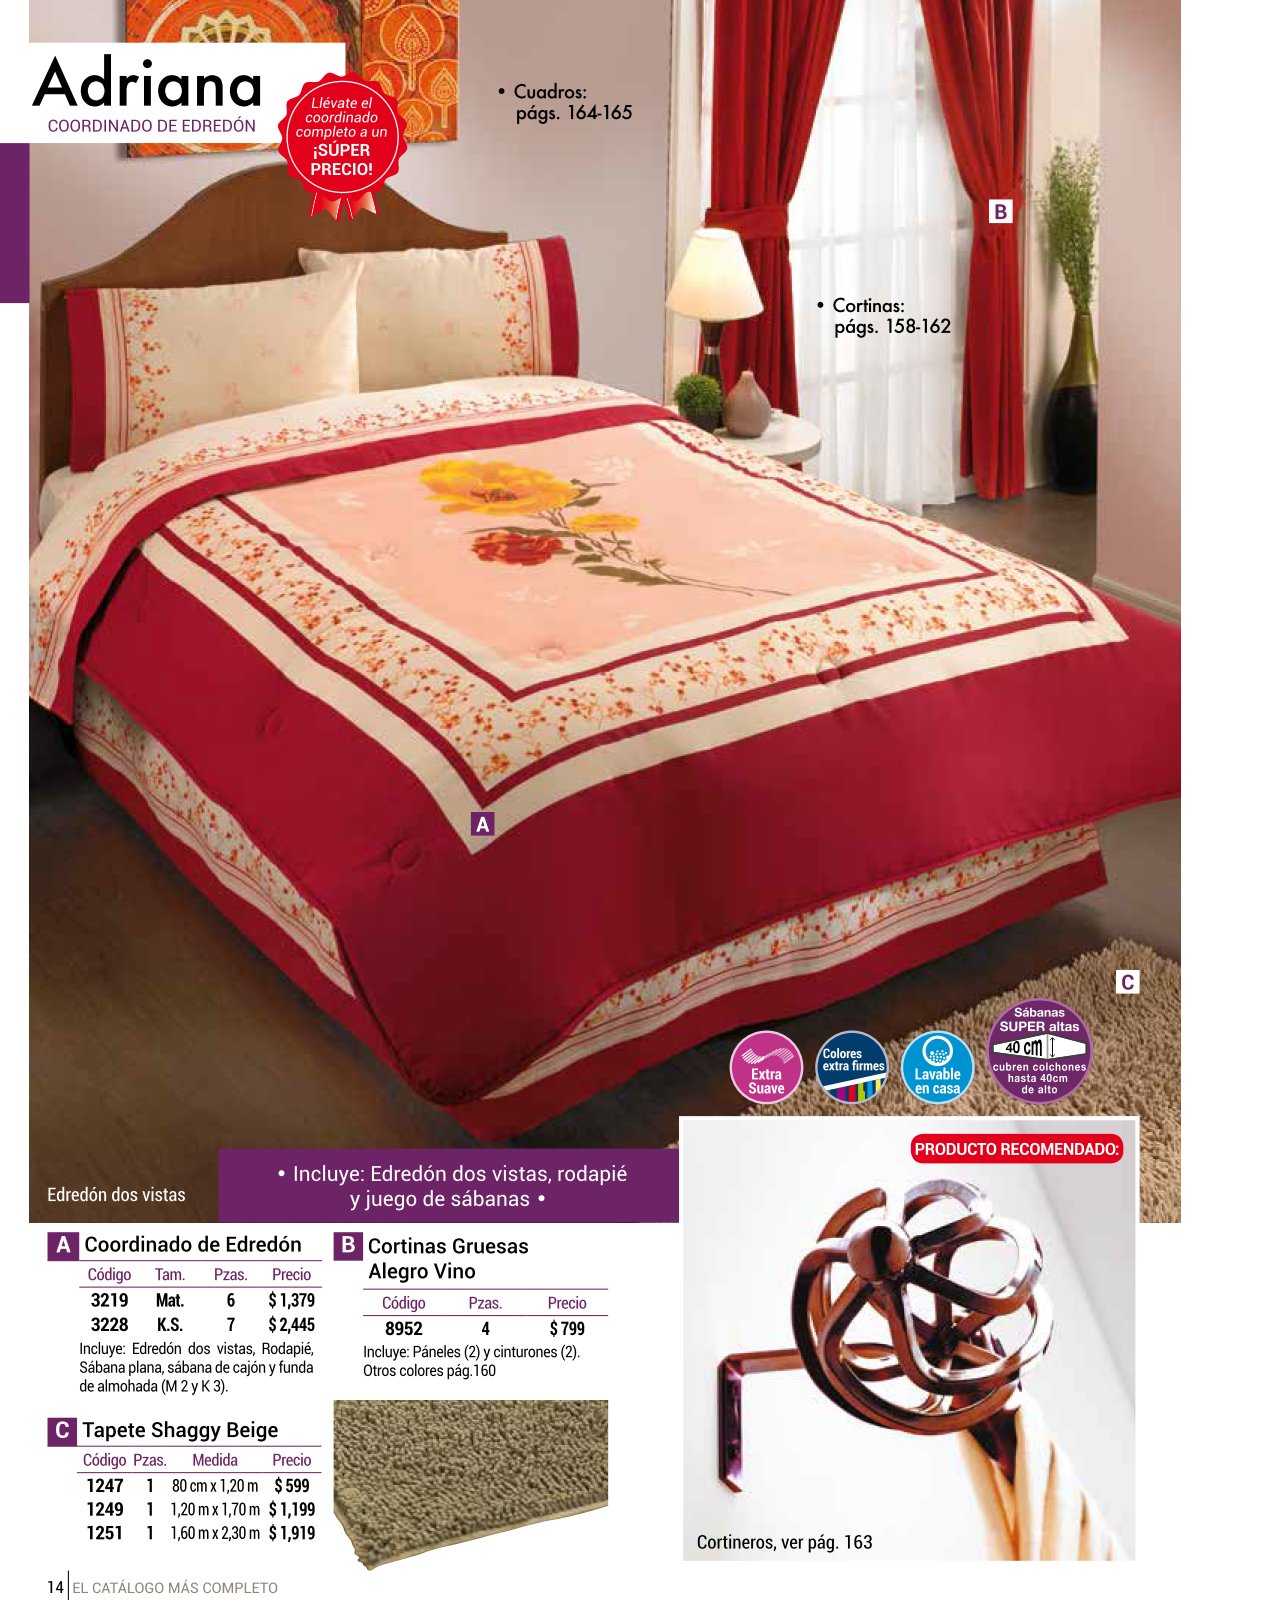 Adriana
COORDINADO DE EDREDÓN
Llévate el
coordinado
completo a un
¡SÚPER
PRECIO!
• Cuadros:
págs. 164-165
B
• Cortinas:
págs. 158-162
A
C
Extra
Suave
Colores
extra firmes
Lavable
en casa
Sábanas
SUPER altas
40 cm
cubren colchones
hasta 40cm
de alto
Edredón dos vistas
• Incluye: Edredón dos vistas, rodapié
y juego de sábanas •
PRODUCTO RECOMENDADO:
Cortineros, ver pág. 163
A Coordinado de Edredón
Código Tam. Pzas. Precio
3219 Mat. 6 $ 1,379
3228 K.S. 7 $ 2,445
Incluye: Edredón dos vistas, Rodapié,
Sábana plana, sábana de cajón y funda
de almohada (M 2 y K 3).
B Cortinas Gruesas
Alegro Vino
Código Pzas. Precio
8952 4 $ 799
Incluye: Páneles (2) y cinturones (2).
Otros colores pág.160
C Tapete Shaggy Beige
Código Pzas. Medida Precio
1247 1 80 cm x 1,20 m $ 599
1249 1 1,20 m x 1,70 m $ 1,199
1251 1 1,60 m x 2,30 m $ 1,919
14 EL CATÁLOGO MÁS COMPLETO